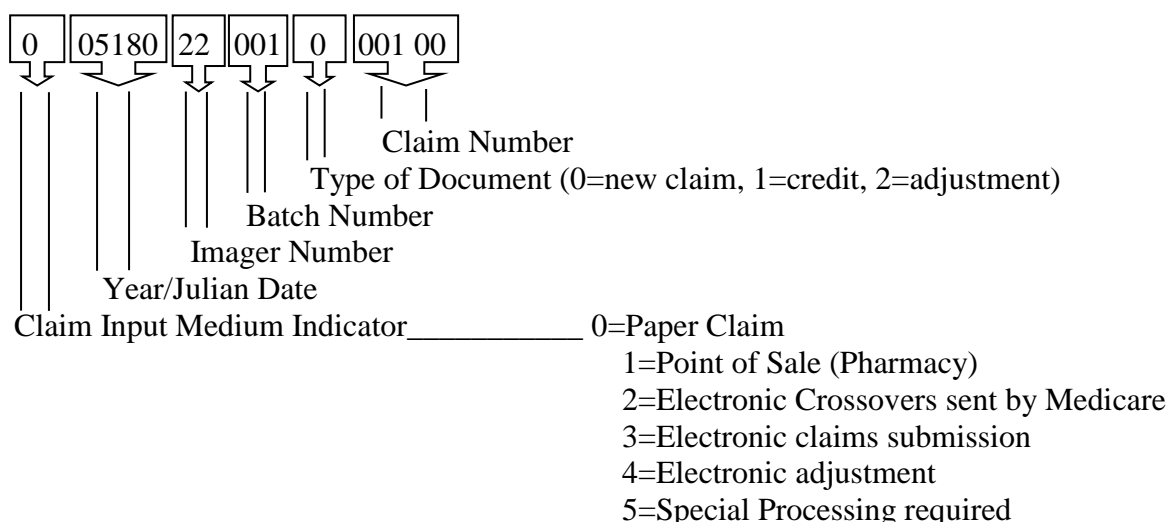 0 05180 22 001 0 001 00
Claim Number
Type of Document (0=new claim, 1=credit, 2=adjustment)
Batch Number
Imager Number
Year/Julian Date
Claim Input Medium Indicator___________ 0=Paper Claim
1=Point of Sale (Pharmacy)
2=Electronic Crossovers sent by Medicare
3=Electronic claims submission
4=Electronic adjustment
5=Special Processing required